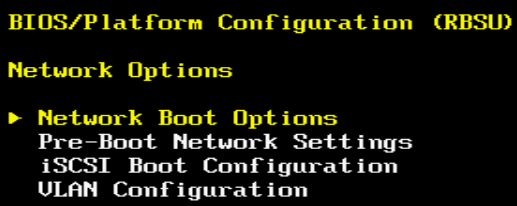 BIOS/Platform Configuration (RBSU)
Network Options
Network Boot Options
Pre-Boot Network Settings
iSCSI Boot Configuration
VLAN Configuration